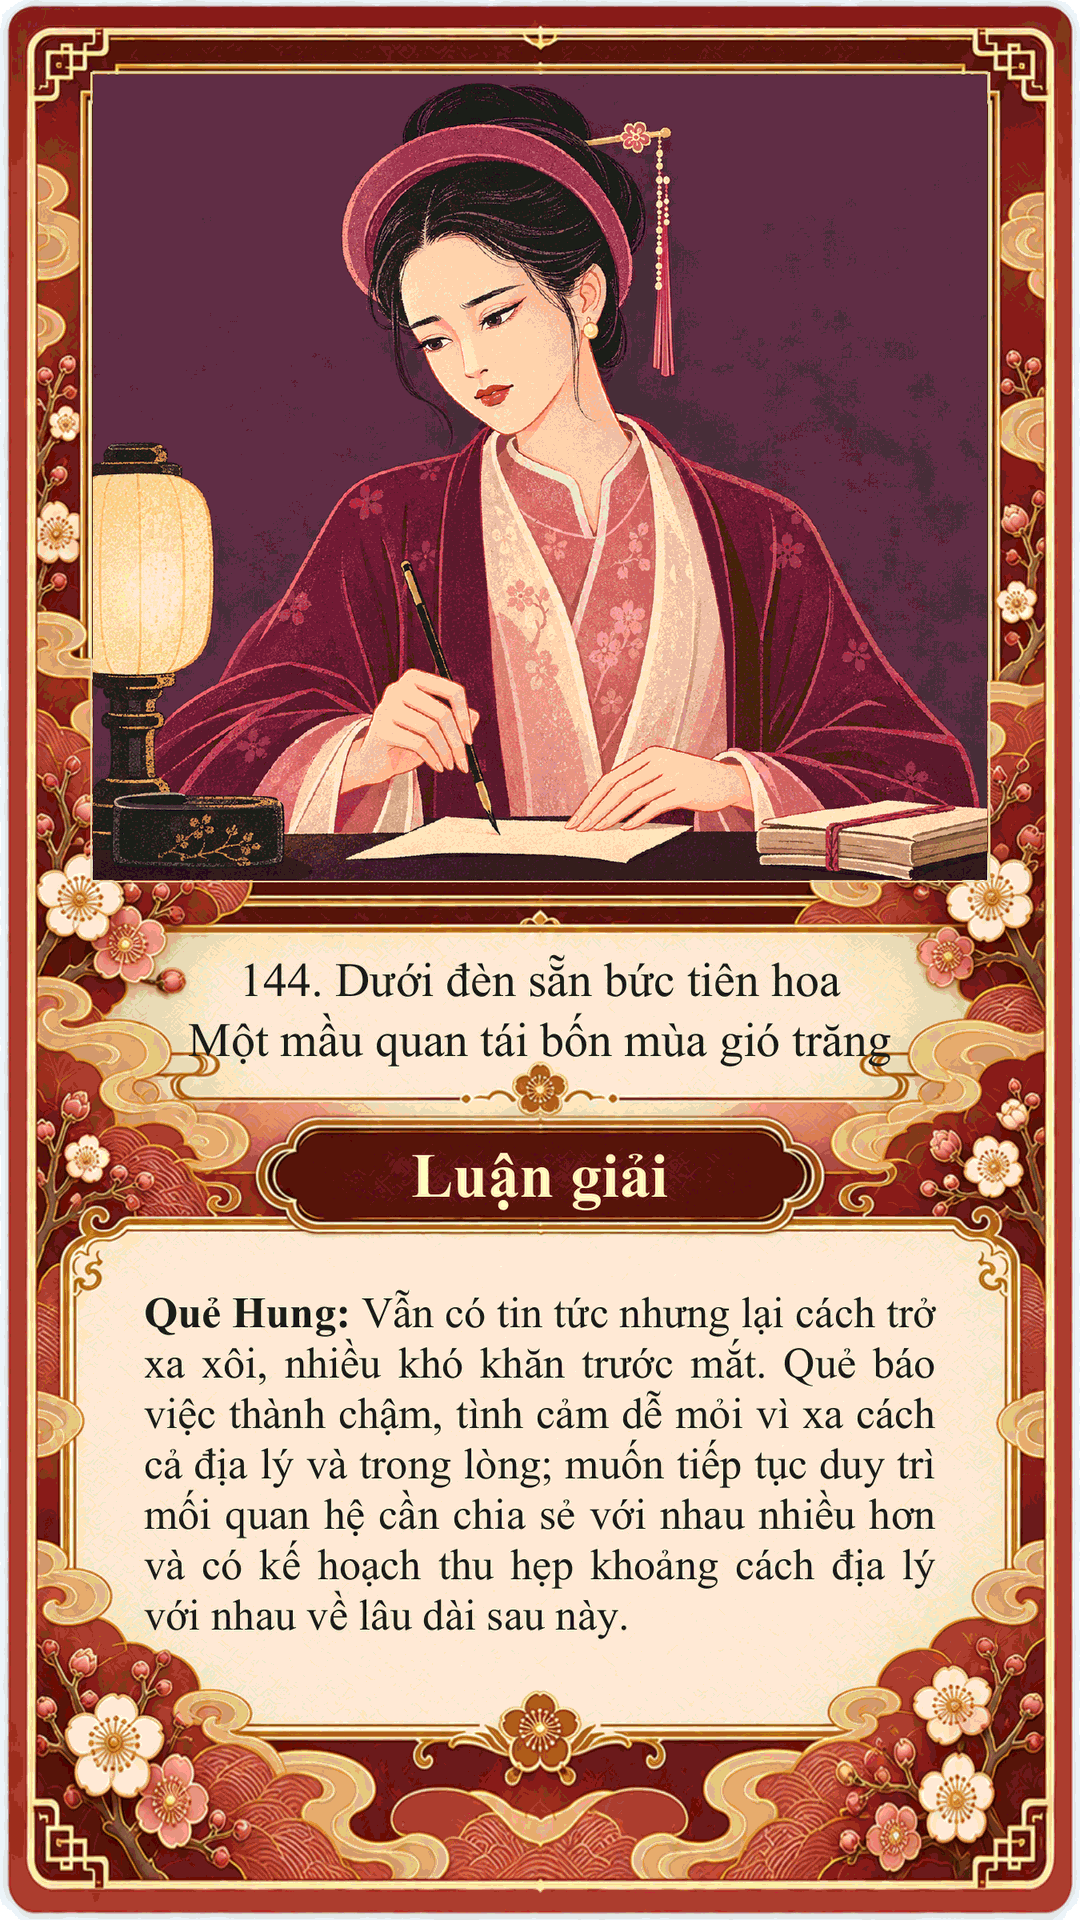 144. Dưới đèn sẵn bức tiên hoa
Một mầu quan tái bốn mùa gió trăng
Luận giải
Quẻ Hung: Vẫn có tin tức nhưng lại cách trở
xa xôi, nhiều khó khăn trước mắt. Quẻ báo
việc thành chậm, tình cảm dễ mỏi vì xa cách
cả địa lý và trong lòng; muốn tiếp tục duy trì
mối quan hệ cần chia sẻ với nhau nhiều hơn
và có kế hoạch thu hẹp khoảng cách địa lý
với nhau về lâu dài sau này.